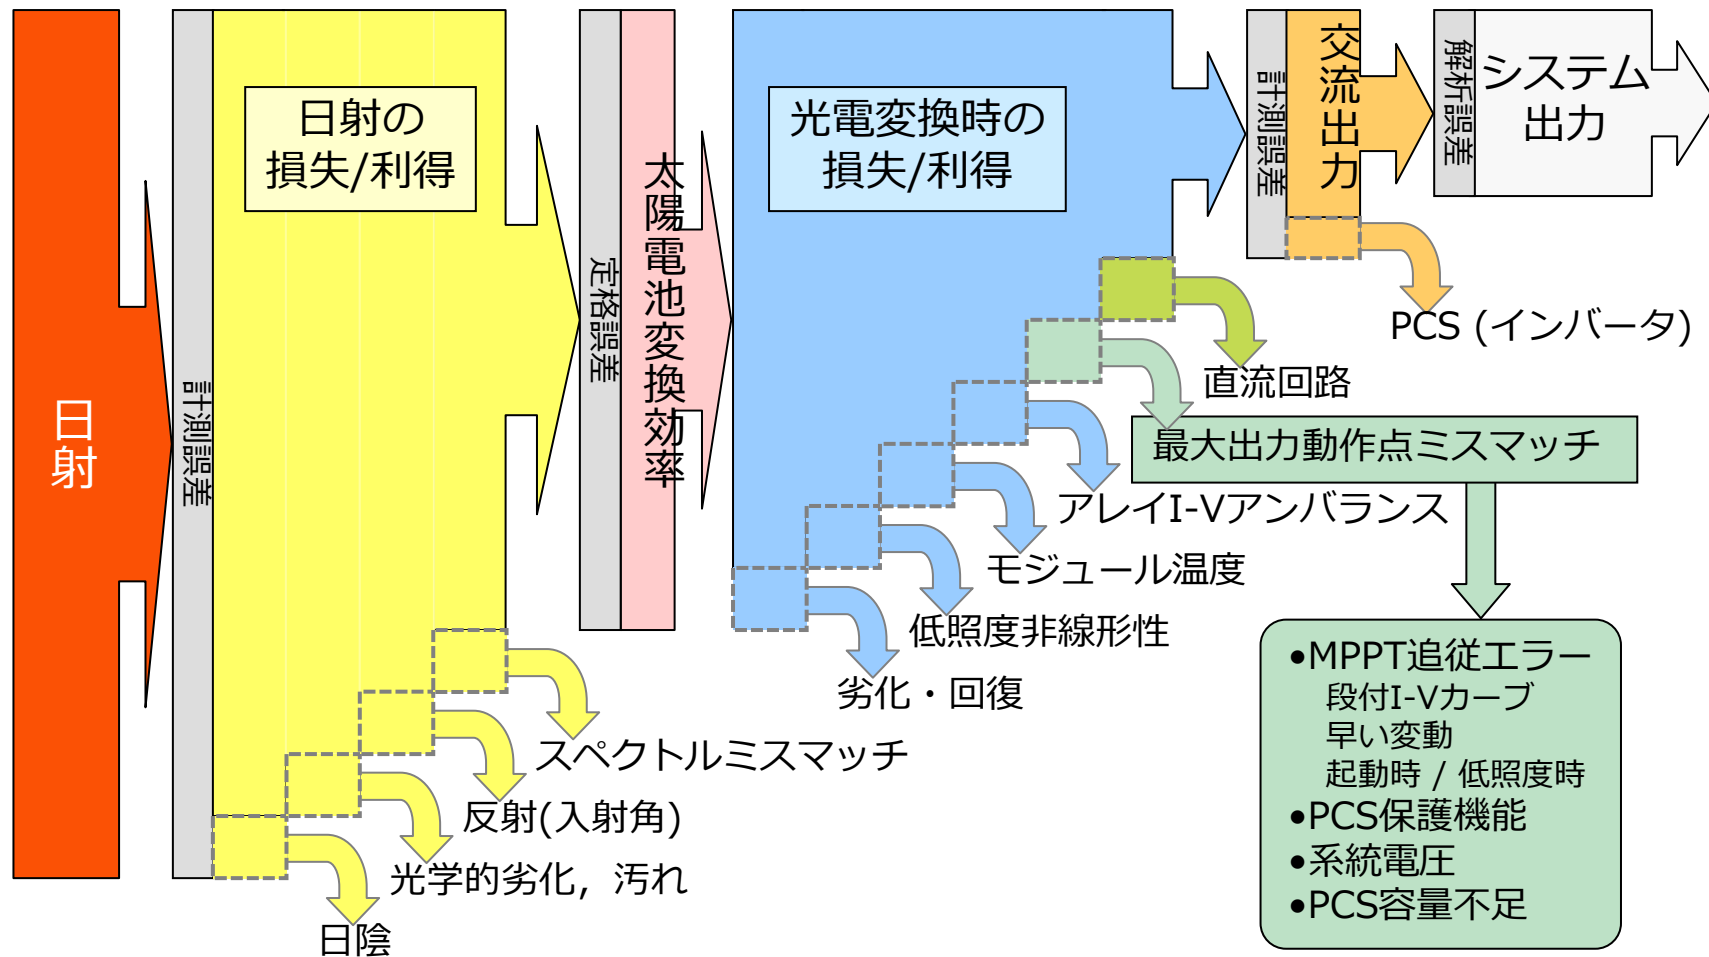 日射
計測誤差
日射の
損失/利得
日陰
光学的劣化，汚れ
反射(入射角)
スペクトルミスマッチ
定格誤差
太陽電池変換効率
光電変換時の
損失/利得
劣化・回復
低照度非線形性
モジュール温度
アレイI-Vアンバランス
最大出力動作点ミスマッチ
直流回路
計測誤差
交流出力
PCS (インバータ)
解析誤差
システム
出力
•MPPT追従エラー
段付I-Vカーブ
早い変動
起動時 / 低照度時
•PCS保護機能
•系統電圧
•PCS容量不足